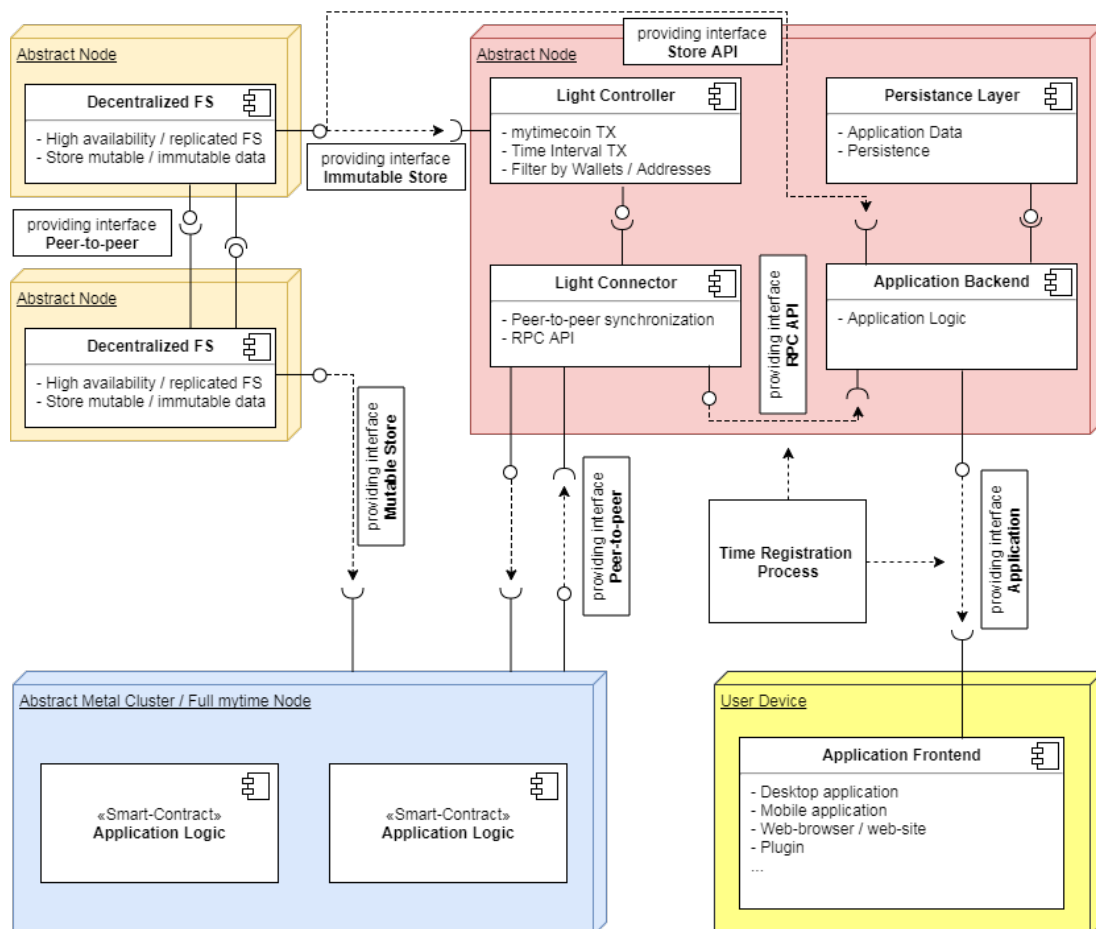 providing interface
Store API
Abstract Node
Decentralized FS
- High availability / replicated FS
- Store mutable / immutable data
providing interface
Immutable Store
Abstract Node
Light Controller
- mytimecoin TX
- Time Interval TX
- Filter by Wallets / Addresses
Persistance Layer
- Application Data
- Persistence
providing interface
Peer-to-peer
Abstract Node
Decentralized FS
- High availability / replicated FS
- Store mutable / immutable data
Light Connector
- Peer-to-peer synchronization
- RPC API
providing interface
RPC API
Application Backend
- Application Logic
providing interface
Mutable Store
providing interface
Peer-to-peer
Time Registration
Process
providing interface
Application
Abstract Metal Cluster / Full mytime Node
«Smart-Contract»
Application Logic
«Smart-Contract»
Application Logic
User Device
Application Frontend
- Desktop application
- Mobile application
- Web-browser / web-site
- Plugin
...